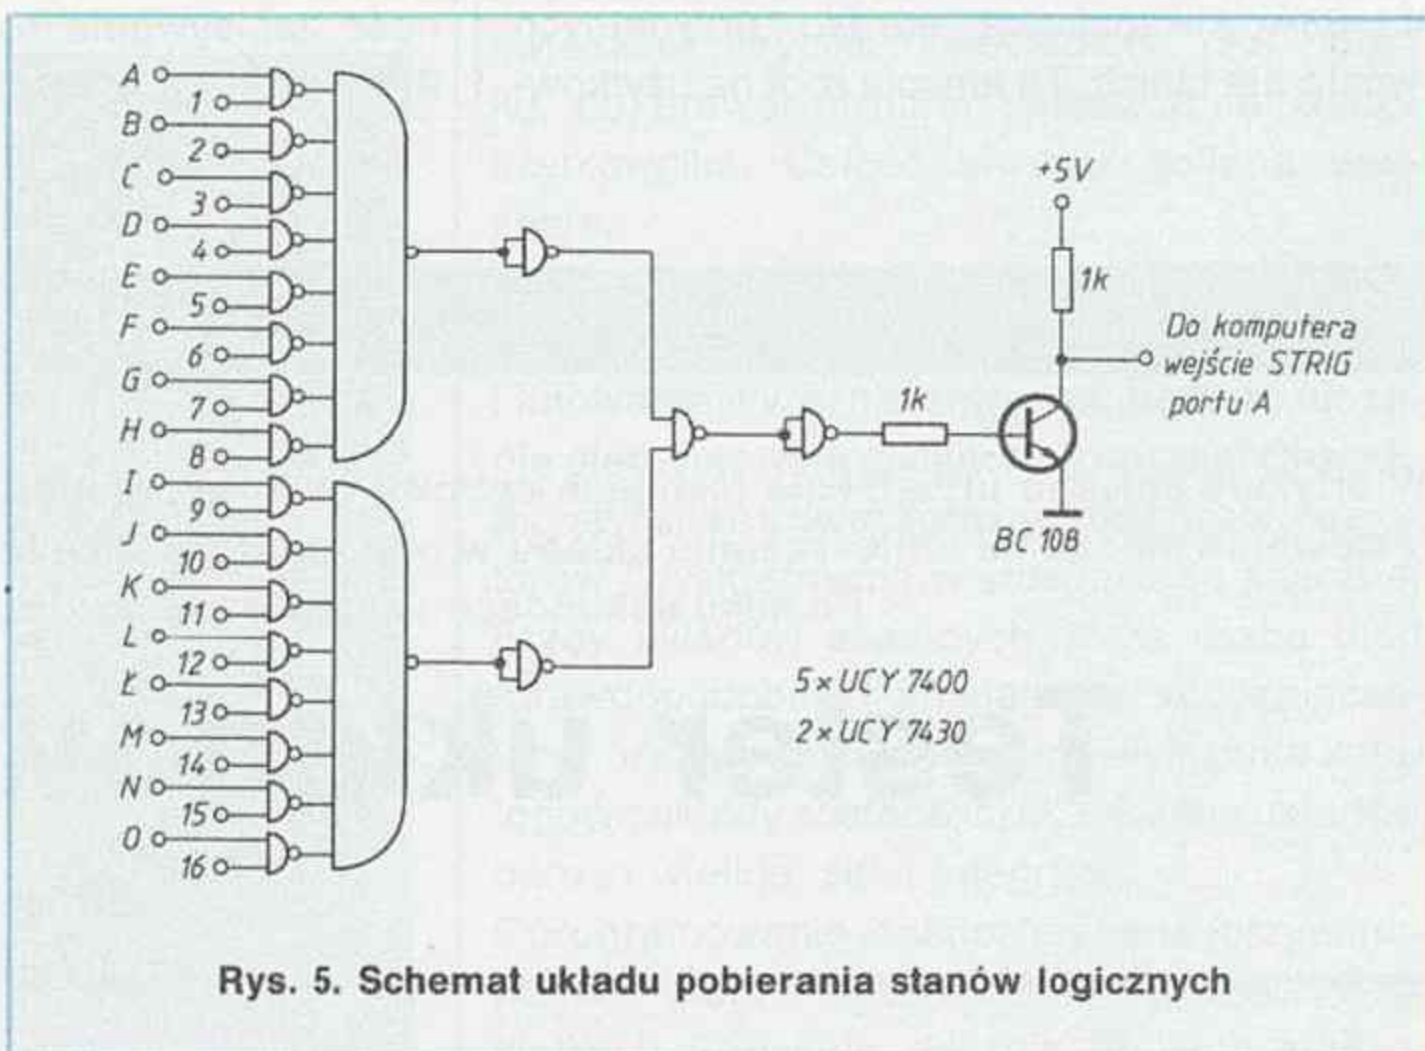 A
1
B
2
C
3
D
4
E
5
F
6
G
7
H
8
I
9
J
10
K
11
L
12
Ł
13
M
14
N
15
O
16
+5V
1k
Do komputera
wejście STRIG
portu A
1k
BC 108
5 × UCY 7400
2 × UCY 7430
Rys. 5. Schemat układu pobierania stanów logicznych